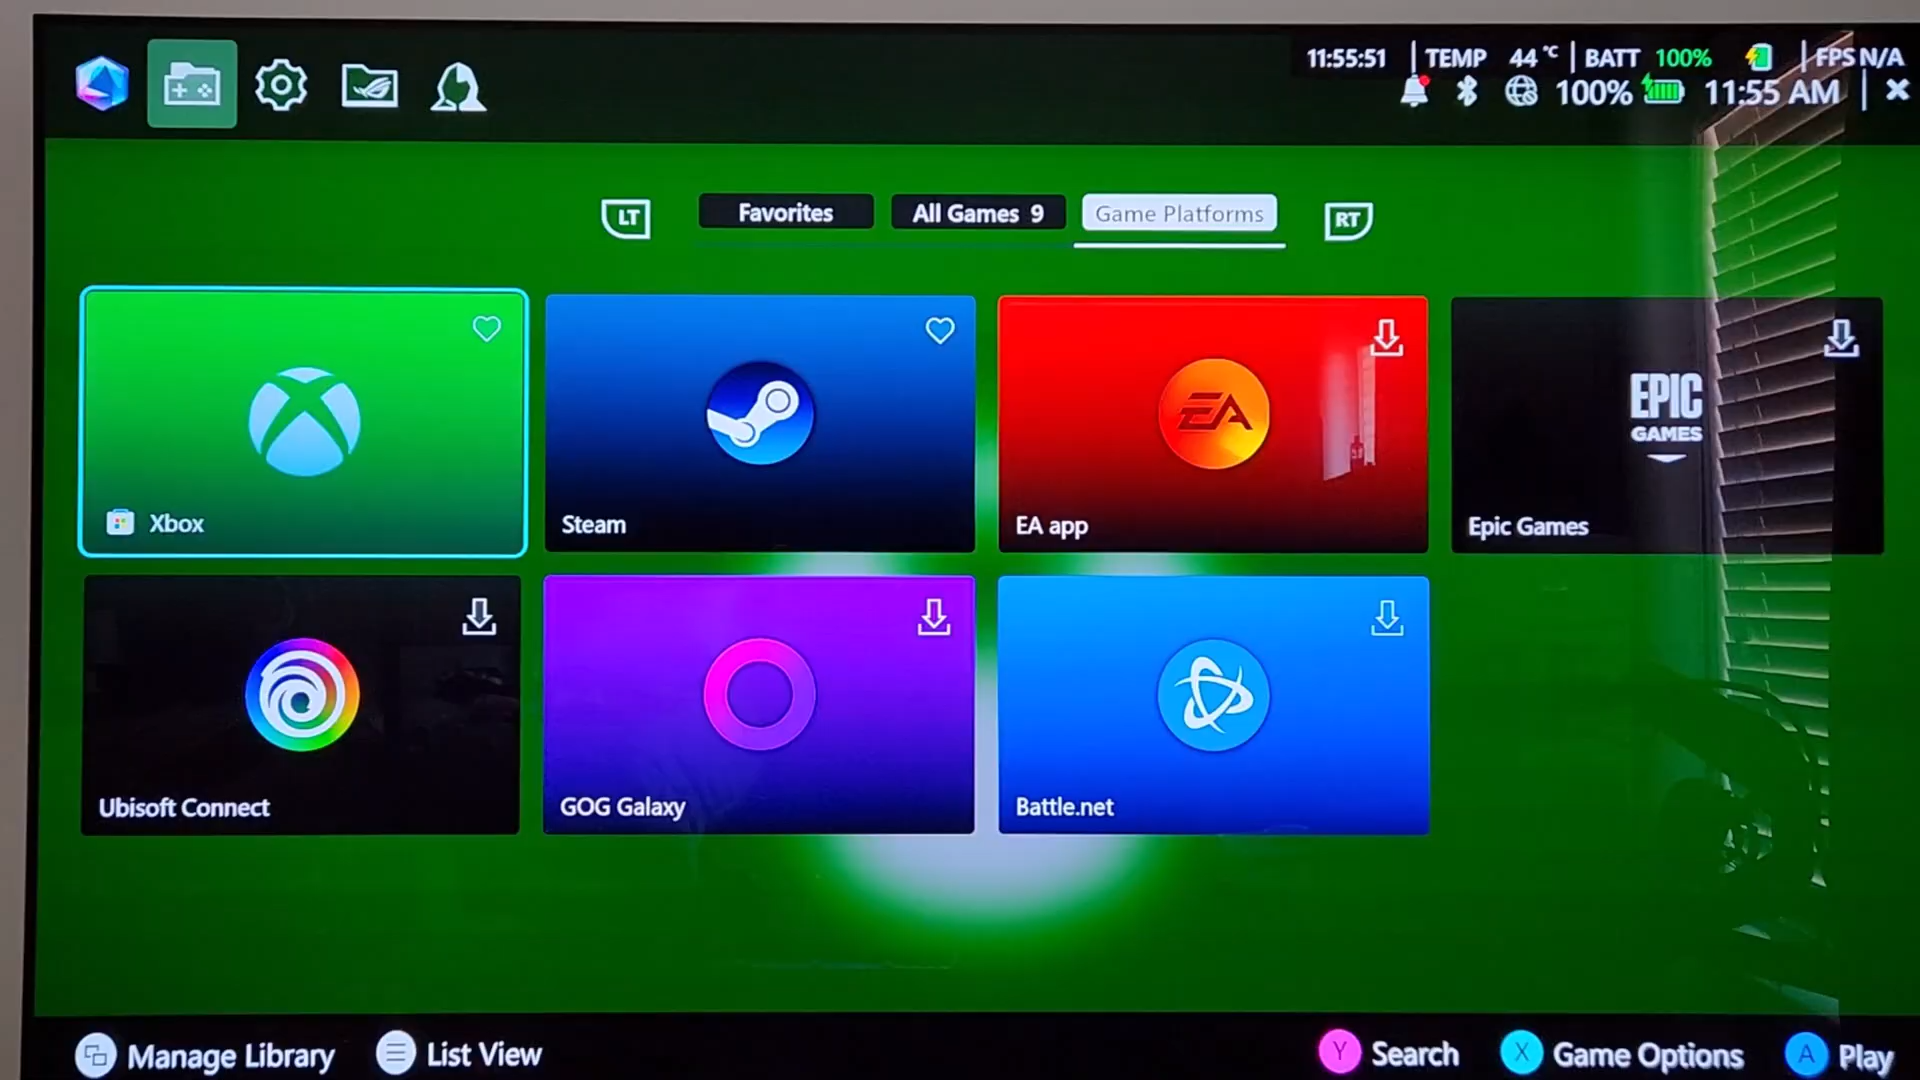 11:55:51 | TEMP 44 °C | BATT 100% | FPS N/A
100% 11:55 AM | ✕
LT Favorites All Games 9 Game Platforms RT
Xbox
Steam
EA
EA app
EPIC
GAMES
Epic Games
Ubisoft Connect
GOG Galaxy
Battle.net
Manage Library List View Y Search X Game Options A Play